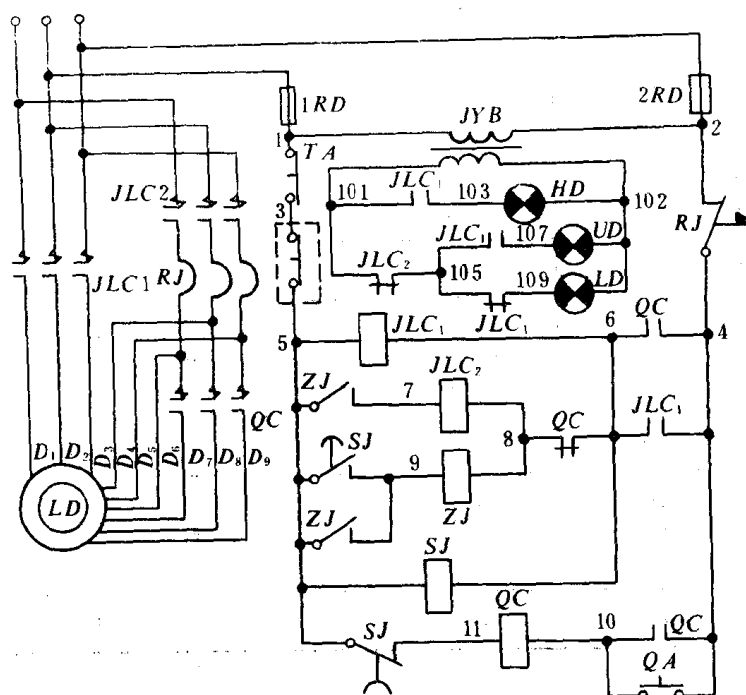 1RD
2RD
JYB
1
2
TA
101
JLC₁
103
HD
102
3
JLC2
RJ
JLC₁
107
UD
JLC₂
105
109
LD
JLC1
RJ
JLC₁
5
JLC₁
6
QC
4
ZJ
7
JLC₂
QC
JLC₁
8
SJ
9
ZJ
QC
D₁
D₂
D₃
D₄
D₅
D₆
D₇
D₈
D₉
LD
ZJ
SJ
QC
SJ
11
10
QC
QA